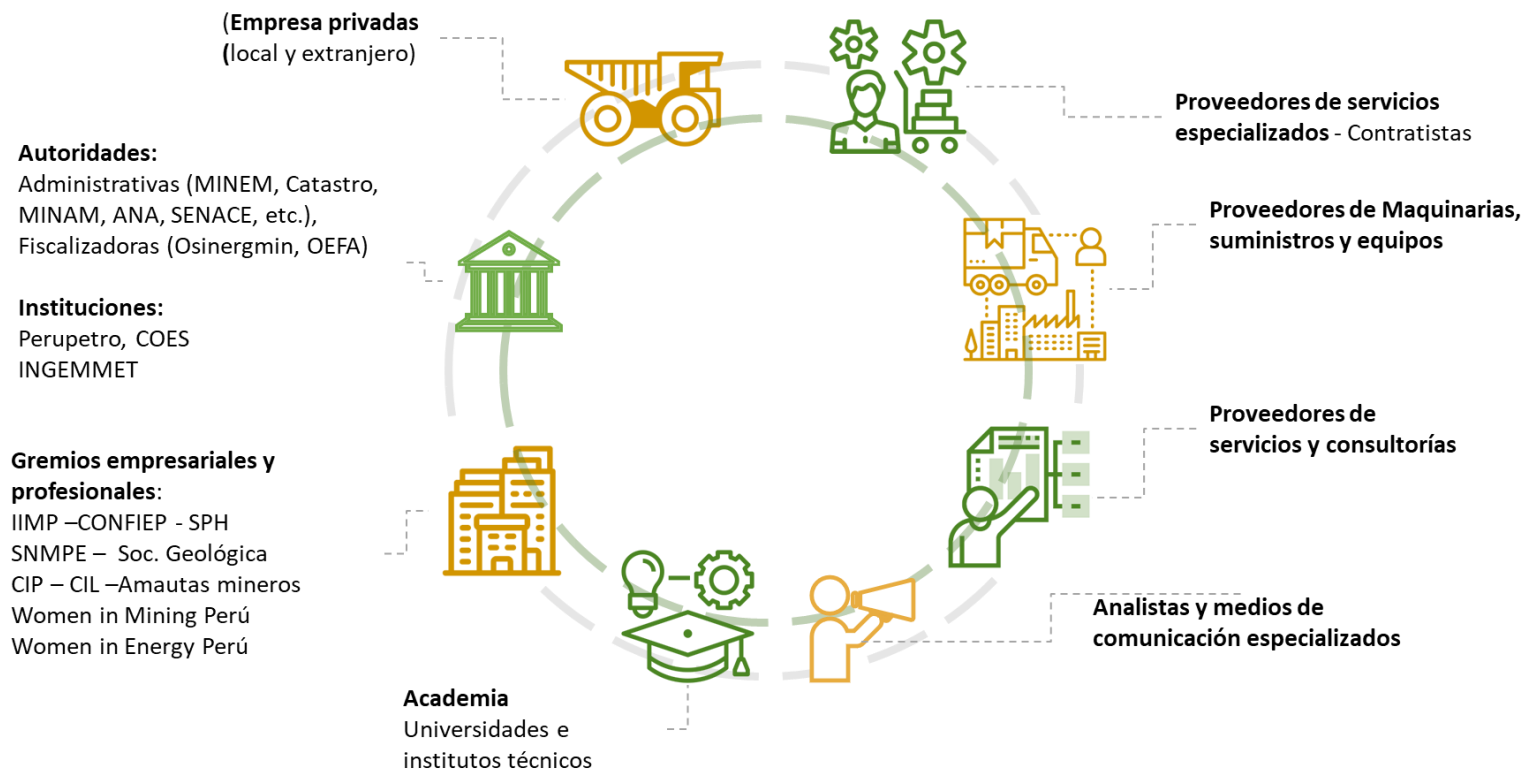 (Empresa privadas
(local y extranjero)
Proveedores de servicios
especializados - Contratistas
Autoridades:
Administrativas (MINEM, Catastro,
MINAM, ANA, SENACE, etc.),
Fiscalizadoras (Osinergmin, OEFA)
Proveedores de Maquinarias,
suministros y equipos
Instituciones:
Perupetro, COES
INGEMMET
Proveedores de
servicios y consultorías
Gremios empresariales y
profesionales:
IIMP –CONFIEP - SPH
SNMPE – Soc. Geológica
CIP – CIL –Amautas mineros
Women in Mining Perú
Women in Energy Perú
Analistas y medios de
comunicación especializados
Academia
Universidades e
institutos técnicos